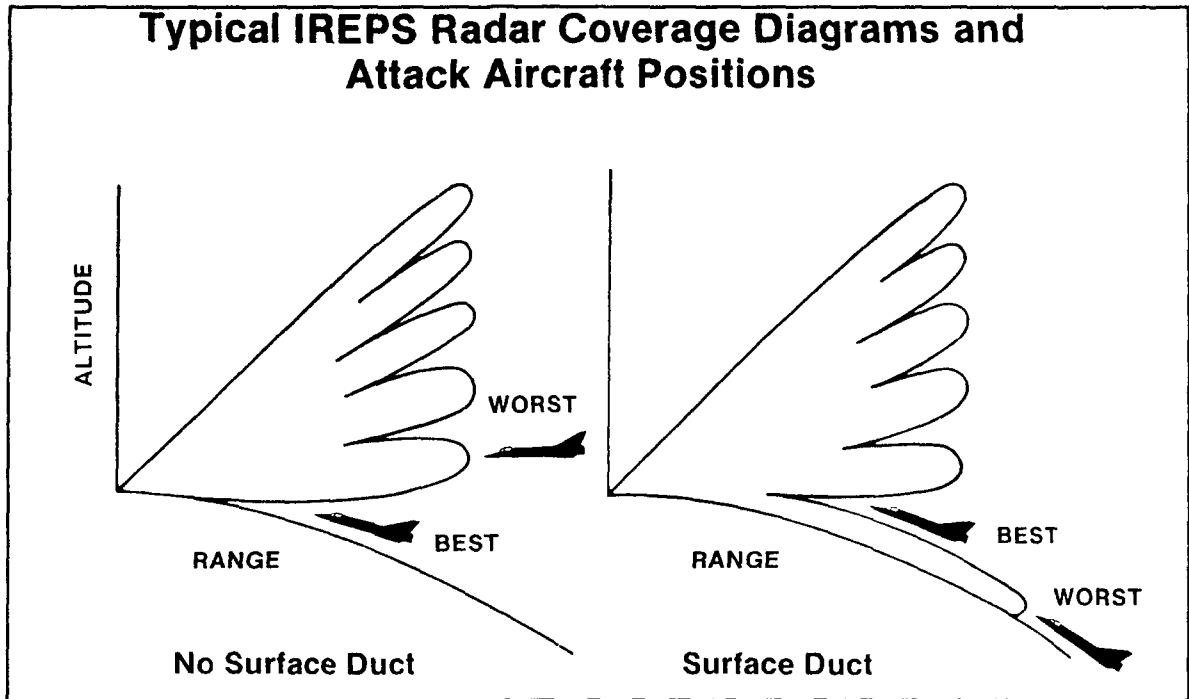 Typical IREPS Radar Coverage Diagrams and
Attack Aircraft Positions
ALTITUDE
WORST
BEST
RANGE
No Surface Duct
BEST
RANGE
WORST
Surface Duct